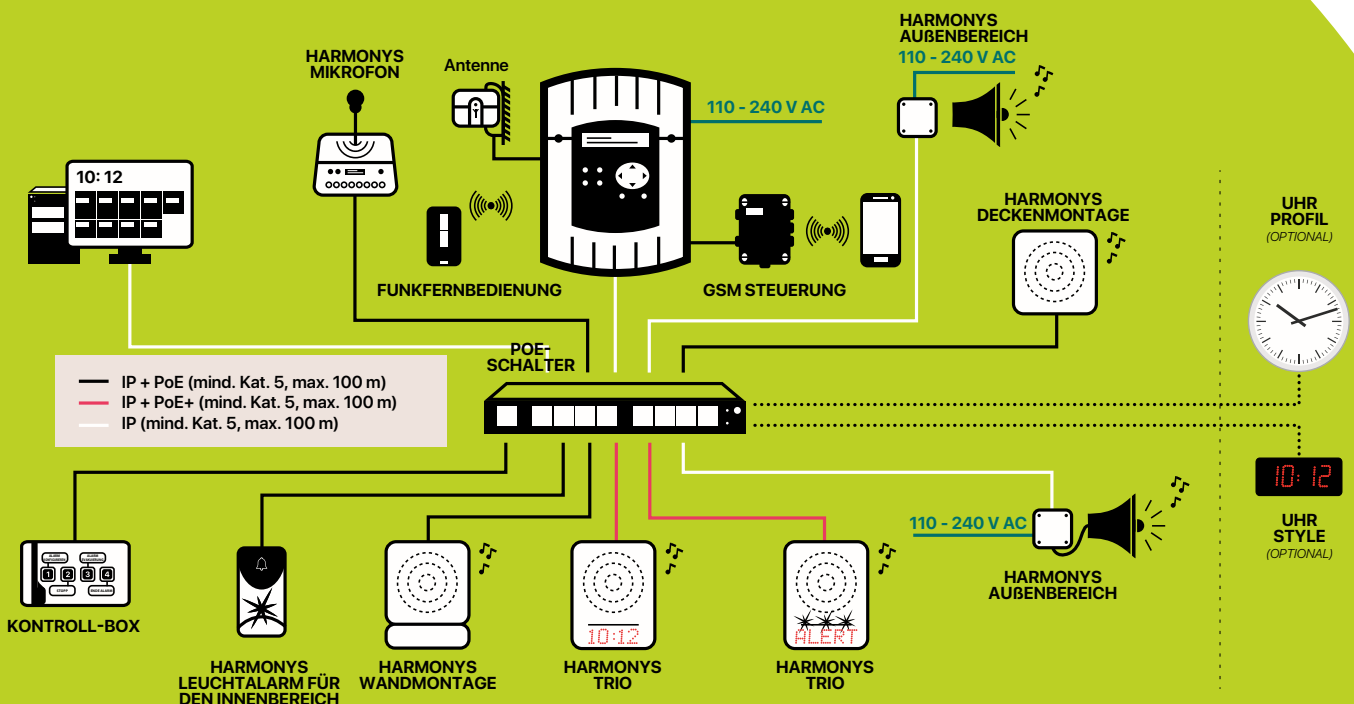 HARMONYS
AUßENBEREICH
110 - 240 V AC
HARMONYS
MIKROFON
Antenne
110 - 240 V AC
10:12
HARMONYS
DECKENMONTAGE
UHR
PROFIL
(OPTIONAL)
FUNKFERNBEDIENUNG
GSM STEUERUNG
POE-
SCHALTER
IP + PoE (mind. Kat. 5, max. 100 m)
IP + PoE+ (mind. Kat. 5, max. 100 m)
IP (mind. Kat. 5, max. 100 m)
10:12
110 - 240 V AC
UHR
STYLE
(OPTIONAL)
HARMONYS
AUßENBEREICH
1 2 3 4
STOPP
ENDE ALARM
KONTROLL-BOX
10:12
ALERT
HARMONYS
LEUCHTALARM FÜR
DEN INNENBEREICH
HARMONYS
WANDMONTAGE
HARMONYS
TRIO
HARMONYS
TRIO